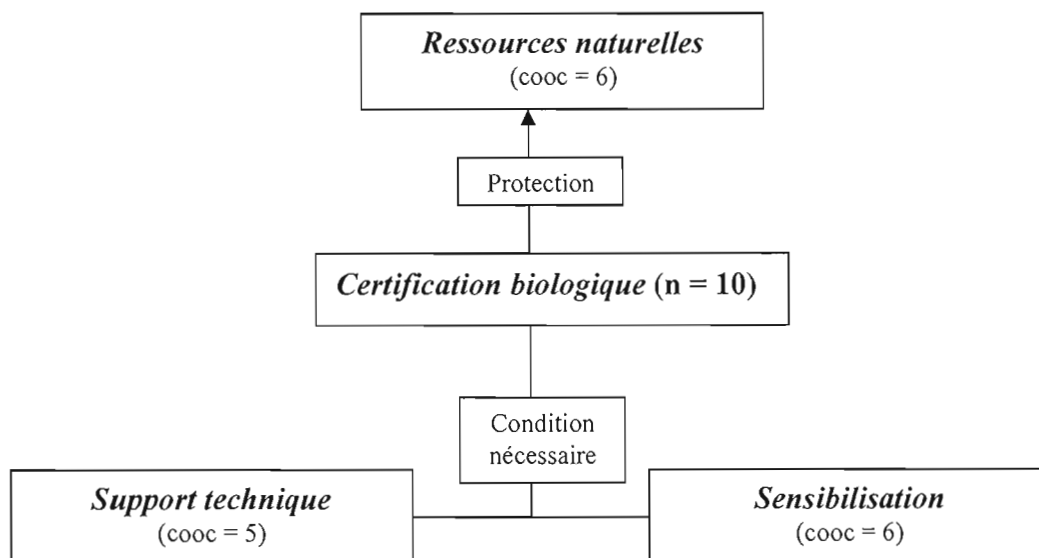 Ressources naturelles
(cooc = 6)
Protection
Certification biologique (n = 10)
Condition
nécessaire
Support technique
(cooc = 5)
Sensibilisation
(cooc = 6)